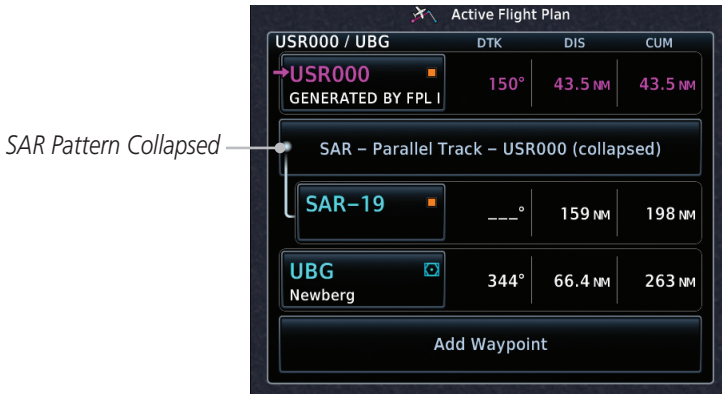 Active Flight Plan
USR000 / UBG DTK DIS CUM
USR000 150° 43.5 NM 43.5 NM
GENERATED BY FPL I
SAR Pattern Collapsed
SAR – Parallel Track – USR000 (collapsed)
SAR–19 ___° 159 NM 198 NM
UBG 344° 66.4 NM 263 NM
Newberg
Add Waypoint